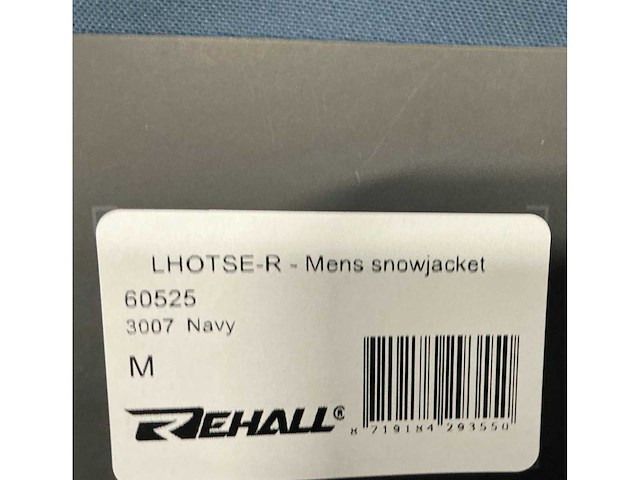 LHOTSE-R - Mens snowjacket
60525
3007 Navy
M
REHALL®
8 719184 293550